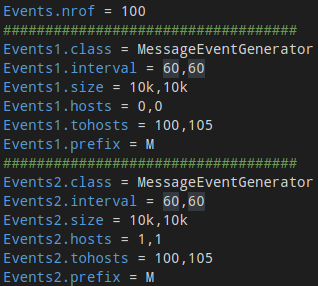 Events.nrof = 100
###################################
Events1.class = MessageEventGenerator
Events1.interval = 60,60
Events1.size = 10k,10k
Events1.hosts = 0,0
Events1.tohosts = 100,105
Events1.prefix = M
###################################
Events2.class = MessageEventGenerator
Events2.interval = 60,60
Events2.size = 10k,10k
Events2.hosts = 1,1
Events2.tohosts = 100,105
Events2.prefix = M